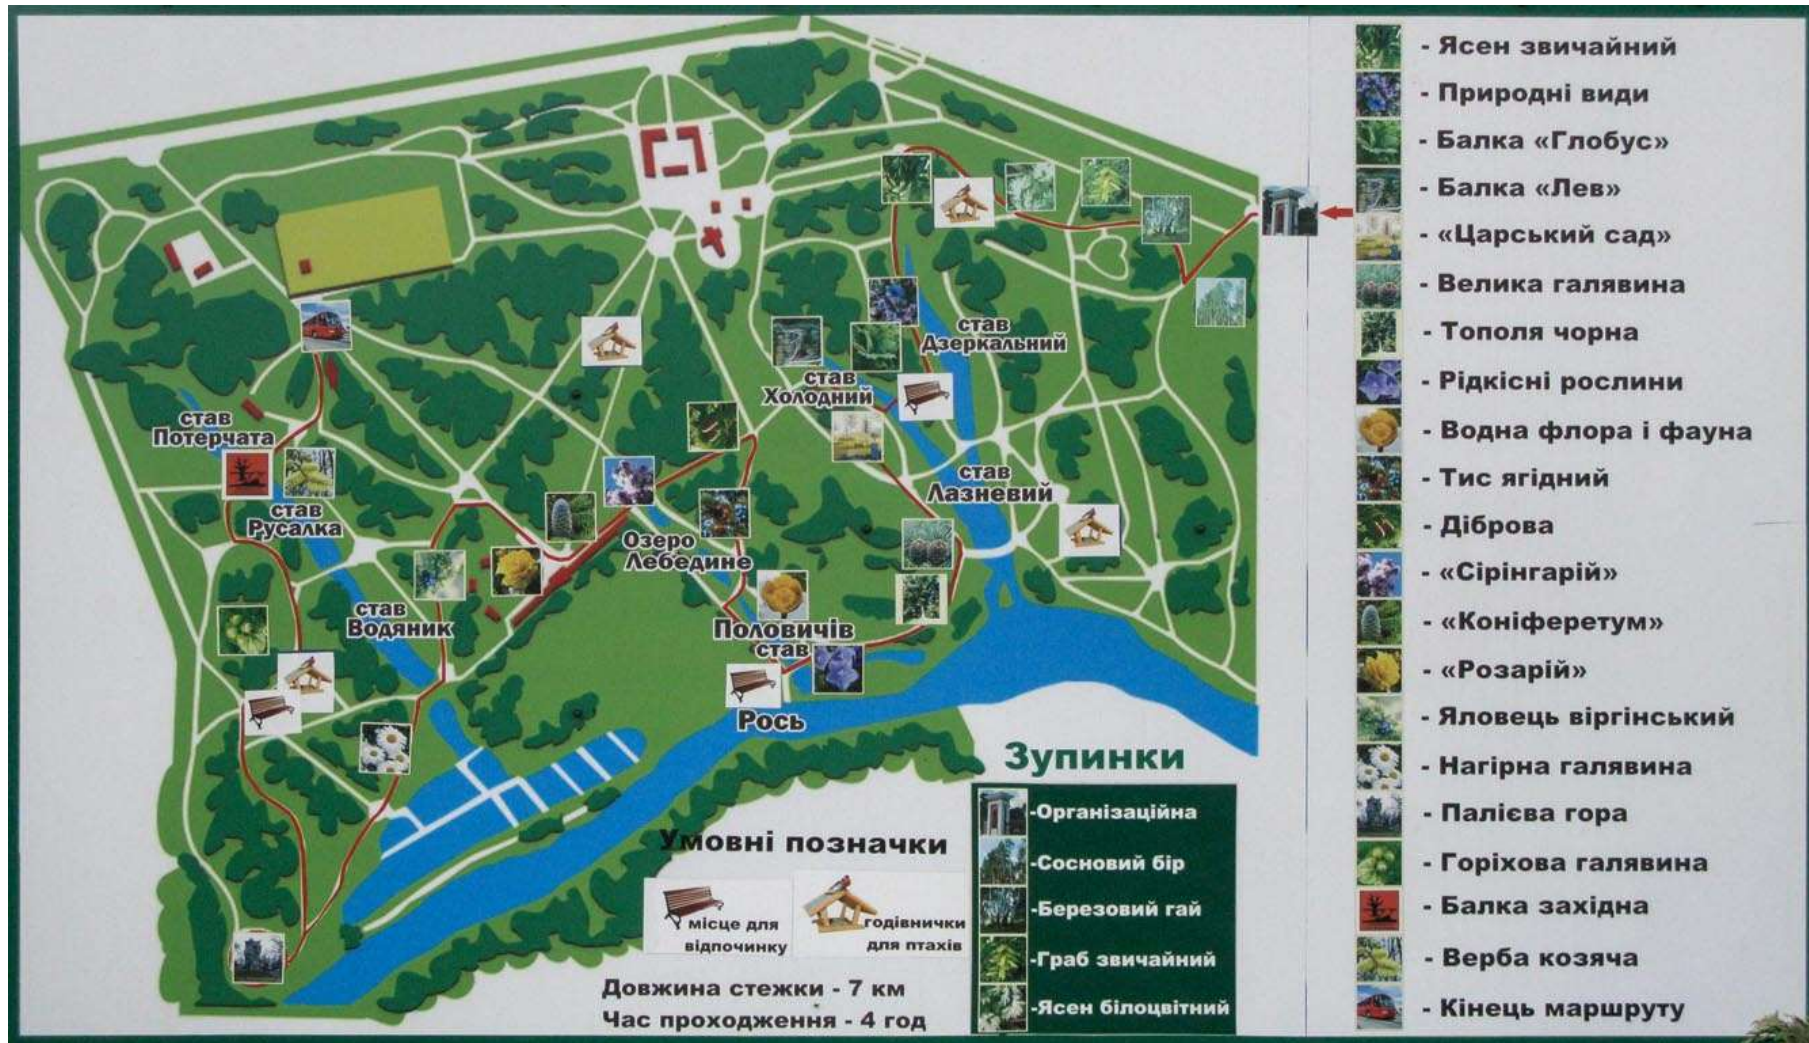 став
Дзеркальний
став
Холодний
став
Потерчата
став
Русалка
став
Лазневий
Озеро
Лебедине
став
Водяник
Половичів
став
Рось
Умовні позначки
місце для
відпочинку
годівнички
для птахів
Довжина стежки - 7 км
Час проходження - 4 год
Зупинки
-Організаційна
-Сосновий бір
-Березовий гай
-Граб звичайний
-Ясен білоцвітний
- Ясен звичайний
- Природні види
- Балка «Глобус»
- Балка «Лев»
- «Царський сад»
- Велика галявина
- Тополя чорна
- Рідкісні рослини
- Водна флора і фауна
- Тис ягідний
- Діброва
- «Сірінгарій»
- «Коніферетум»
- «Розарій»
- Яловець віргінський
- Нагірна галявина
- Палієва гора
- Горіхова галявина
- Балка західна
- Верба козяча
- Кінець маршруту